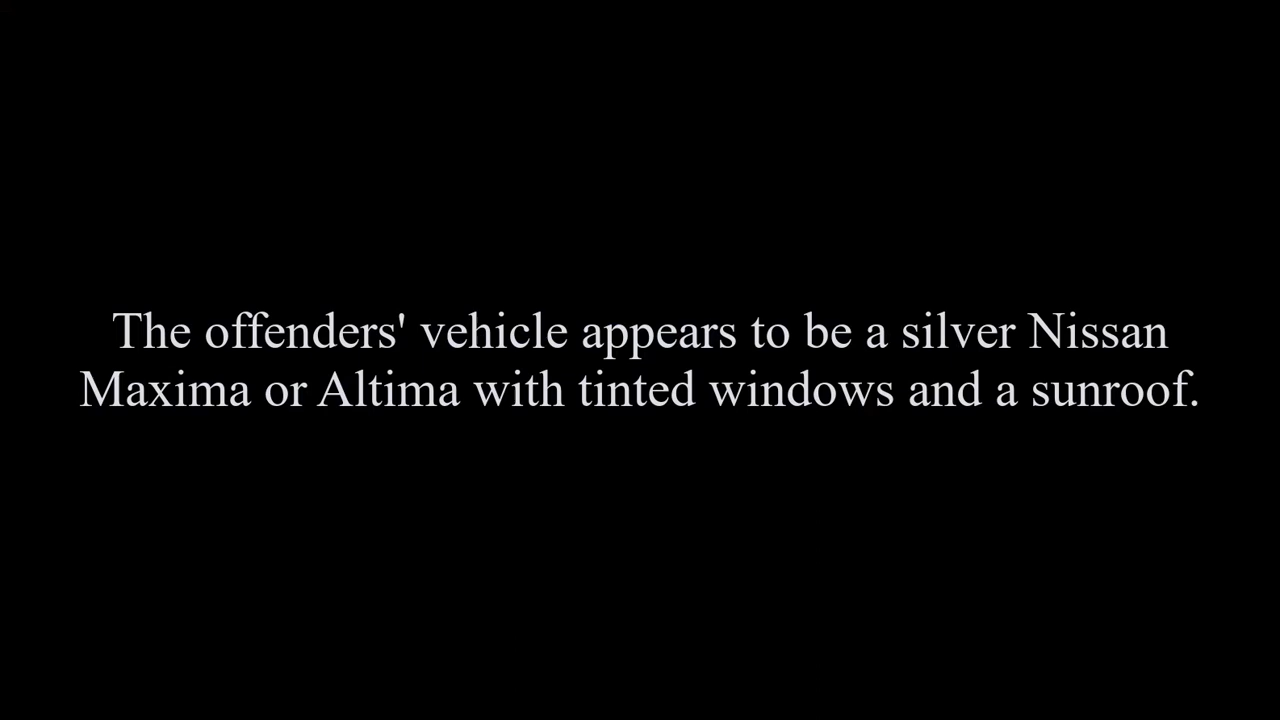 The offenders' vehicle appears to be a silver Nissan
Maxima or Altima with tinted windows and a sunroof.